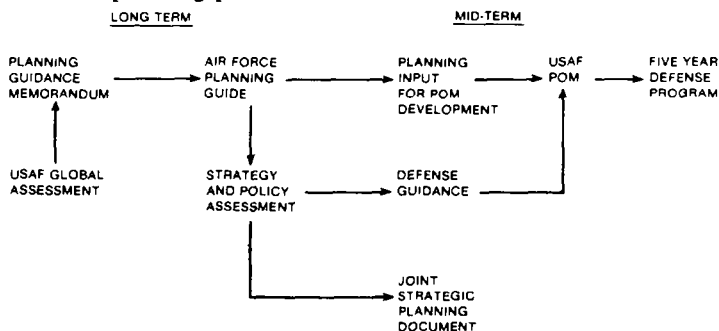 LONG TERM
MID-TERM
PLANNING
GUIDANCE
MEMORANDUM
AIR FORCE
PLANNING
GUIDE
PLANNING
INPUT
FOR POM
DEVELOPMENT
USAF
POM
FIVE YEAR
DEFENSE
PROGRAM
USAF GLOBAL
ASSESSMENT
STRATEGY
AND POLICY
ASSESSMENT
DEFENSE
GUIDANCE
JOINT
STRATEGIC
PLANNING
DOCUMENT